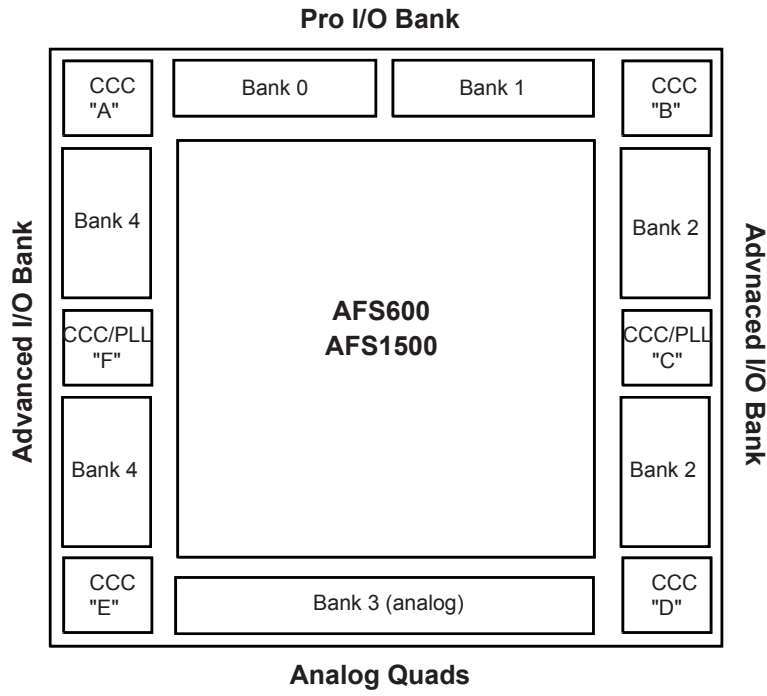 Pro I/O Bank
CCC
"A"
Bank 0
Bank 1
CCC
"B"
Bank 4
Bank 2
Advanced I/O Bank
Advnaced I/O Bank
AFS600
AFS1500
CCC/PLL
"F"
CCC/PLL
"C"
Bank 4
Bank 2
CCC
"E"
Bank 3 (analog)
CCC
"D"
Analog Quads